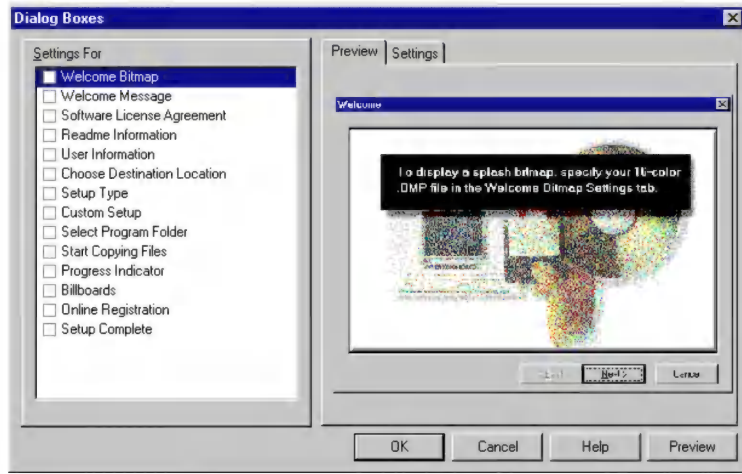 Dialog Boxes
Settings For
Welcome Bitmap
Welcome Message
Software License Agreement
Readme Information
User Information
Choose Destination Location
Setup Type
Custom Setup
Select Program Folder
Start Copying Files
Progress Indicator
Billboards
Online Registration
Setup Complete
Preview Settings
Welcome
To display a splash bitmap, specify your 16-color
.BMP file in the Welcome Bitmap Settings tab.
Next > Cancel
OK Cancel Help Preview